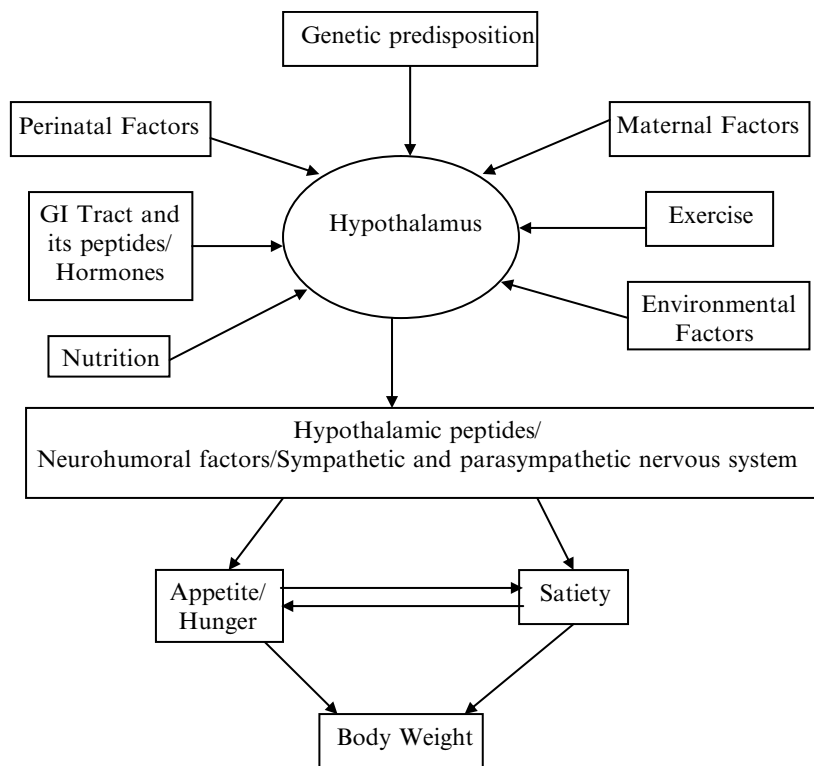 Genetic predisposition
Perinatal Factors
Maternal Factors
GI Tract and
its peptides/
Hormones
Hypothalamus
Exercise
Environmental
Factors
Nutrition
Hypothalamic peptides/
Neurohumoral factors/Sympathetic and parasympathetic nervous system
Appetite/
Hunger
Satiety
Body Weight